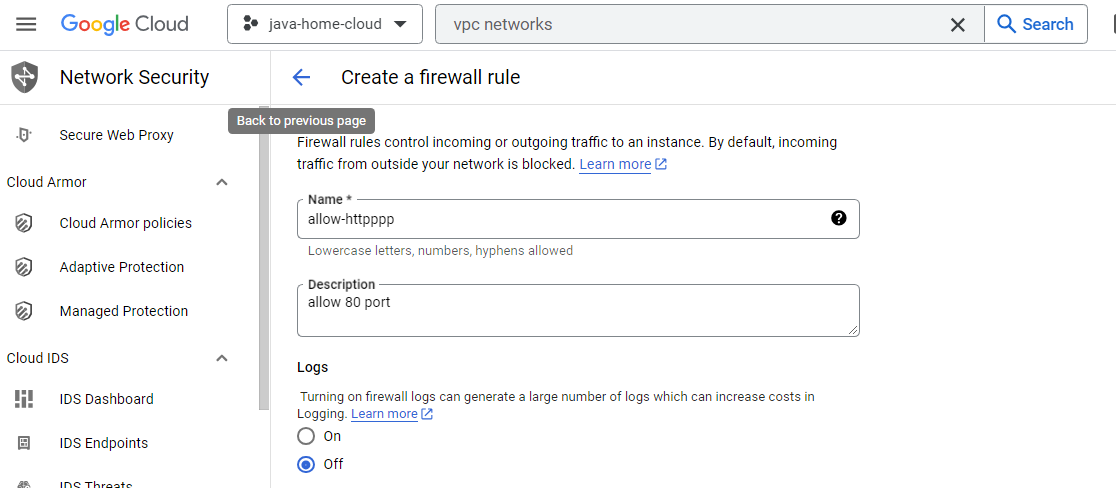 Google Cloud
java-home-cloud
vpc networks
Search
Network Security
Create a firewall rule
Back to previous page
Secure Web Proxy
Cloud Armor
Cloud Armor policies
Adaptive Protection
Managed Protection
Cloud IDS
IDS Dashboard
IDS Endpoints
IDS Threats
Firewall rules control incoming or outgoing traffic to an instance. By default, incoming
traffic from outside your network is blocked. Learn more
Name *
allow-httpppp
Lowercase letters, numbers, hyphens allowed
Description
allow 80 port
Logs
Turning on firewall logs can generate a large number of logs which can increase costs in
Logging. Learn more
On
Off